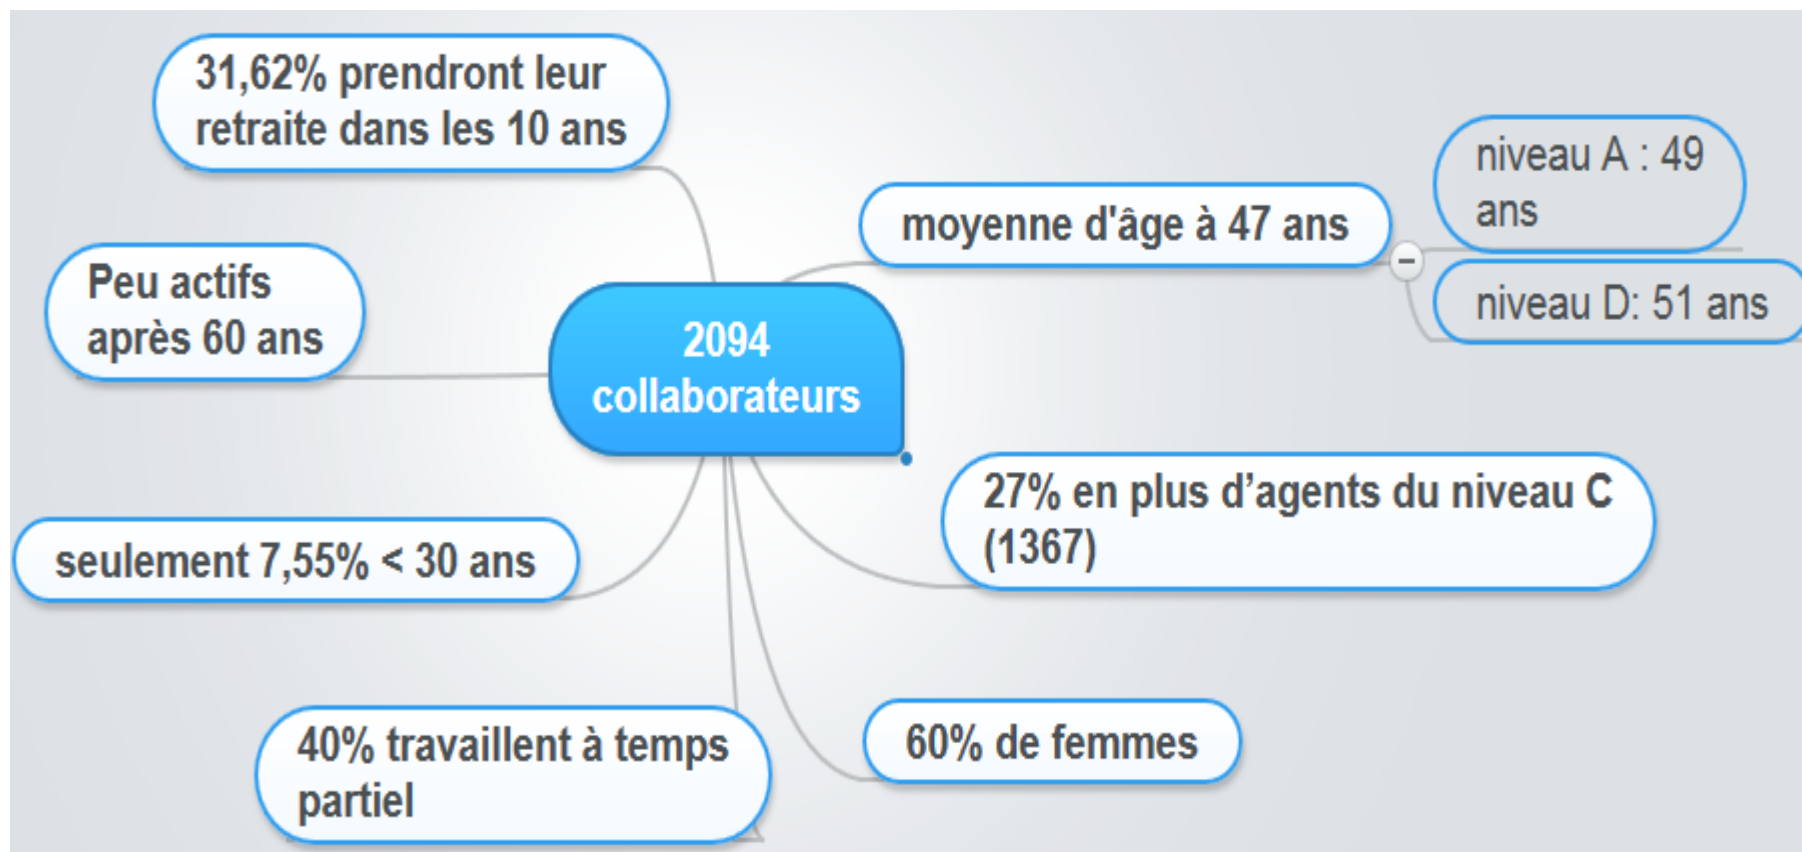 31,62% prendront leur
retraite dans les 10 ans
Peu actifs
après 60 ans
seulement 7,55% < 30 ans
40% travaillent à temps
partiel
2094
collaborateurs
moyenne d'âge à 47 ans
niveau A : 49
ans
niveau D: 51 ans
27% en plus d’agents du niveau C
(1367)
60% de femmes